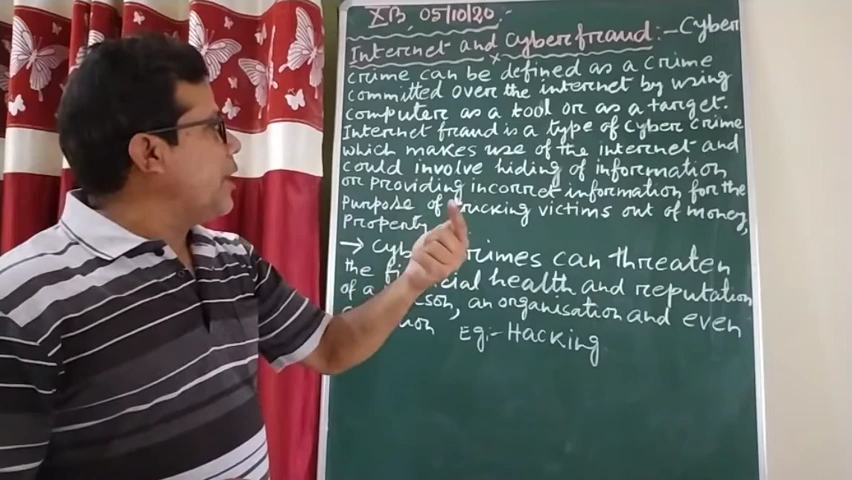 XB, 05/10/20.-
Internet and Cyberfraud:- Cyber
crime can be defined as a crime
committed over the internet by using
computer as a tool or as a target.
Internet fraud is a type of Cyber crime
which makes use of the internet and
could involve hiding of information
or providing incorrect information for the
purpose of tricking victims out of money,
property
→ Cyber crimes can threaten
the financial health and reputation
of a person, an organisation and even
Eg:- Hacking